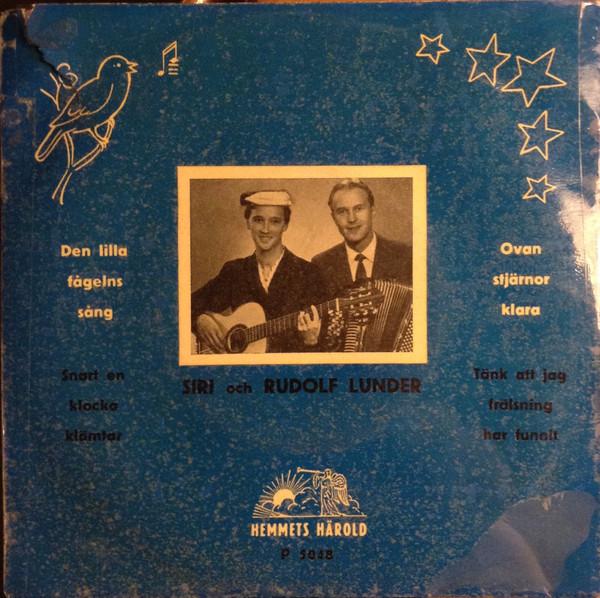 Den lilla
fågelns
sång
Snart en
klocka
klämtar
Ovan
stjärnor
klara
Tänk att jag
frälsning
har funnit
SIRI och RUDOLF LUNDER
HEMMETS HÄROLD
P 5048